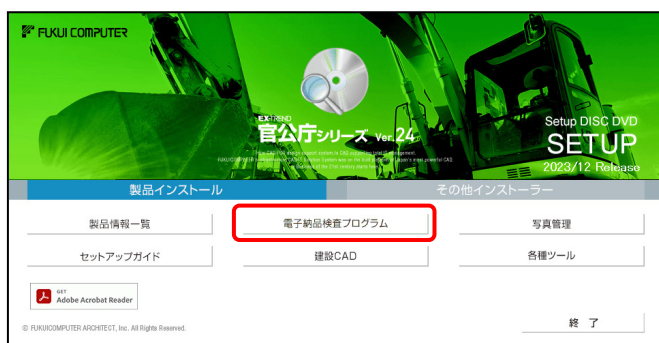 FUKUI COMPUTER
EX-TREND
官公庁シリーズ Ver.24
Setup DISC DVD
SETUP
2023/12 Release
製品インストール
その他インストーラー
製品情報一覧
電子納品検査プログラム
写真管理
セットアップガイド
建設CAD
各種ツール
GET
Adobe Acrobat Reader
© FUKUICOMPUTER ARCHITECT, Inc. All Rights Reserved.
終 了